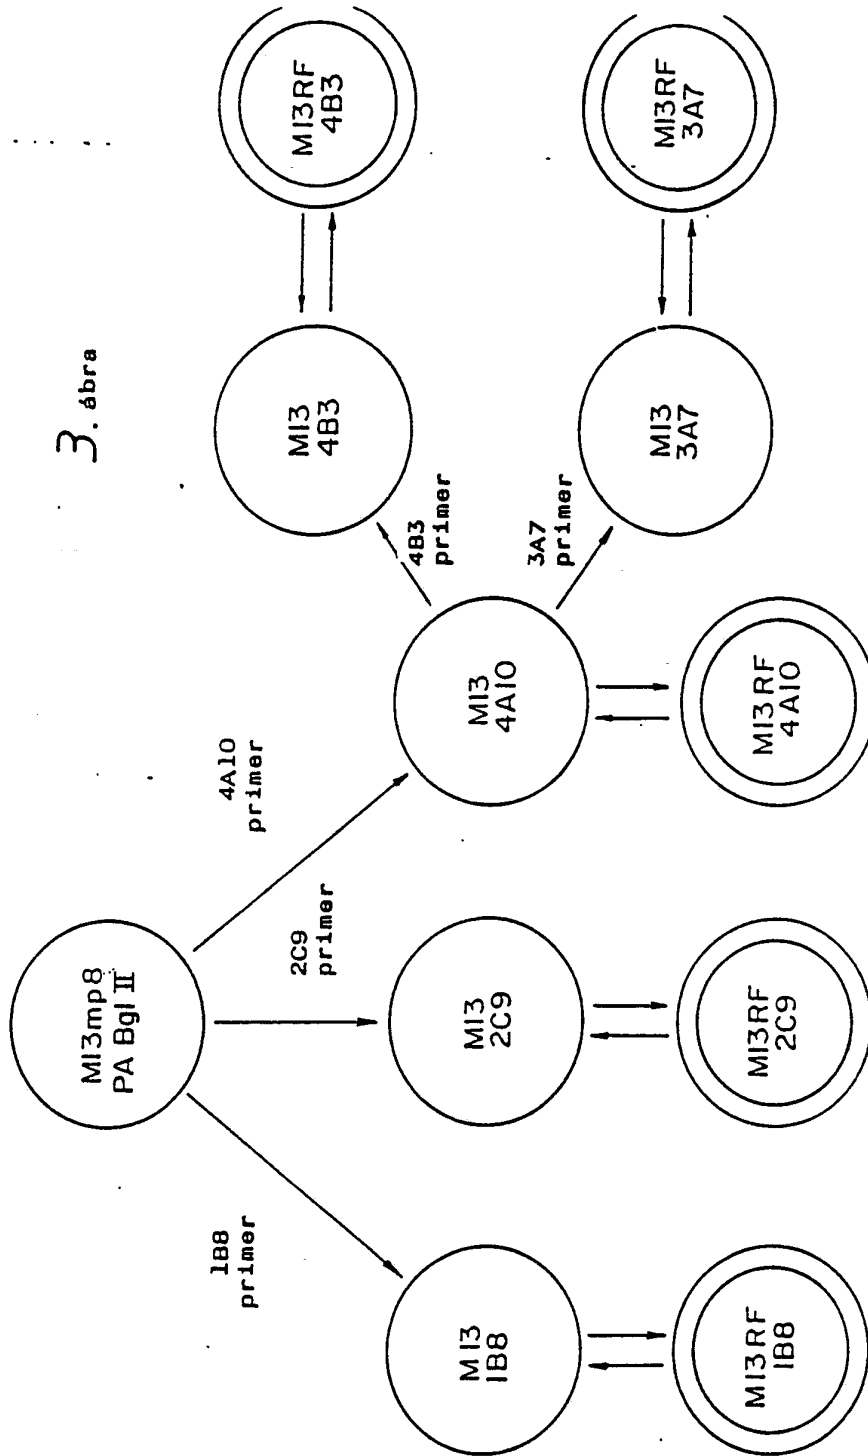 3. ábra
M13mp8
PA Bgl II
1B8
primer
2C9
primer
4A10
primer
M13
1B8
M13
2C9
M13
4A10
4B3
primer
3A7
primer
M13
4B3
M13
3A7
M13RF
1B8
M13RF
2C9
M13RF
4A10
M13RF
4B3
M13RF
3A7